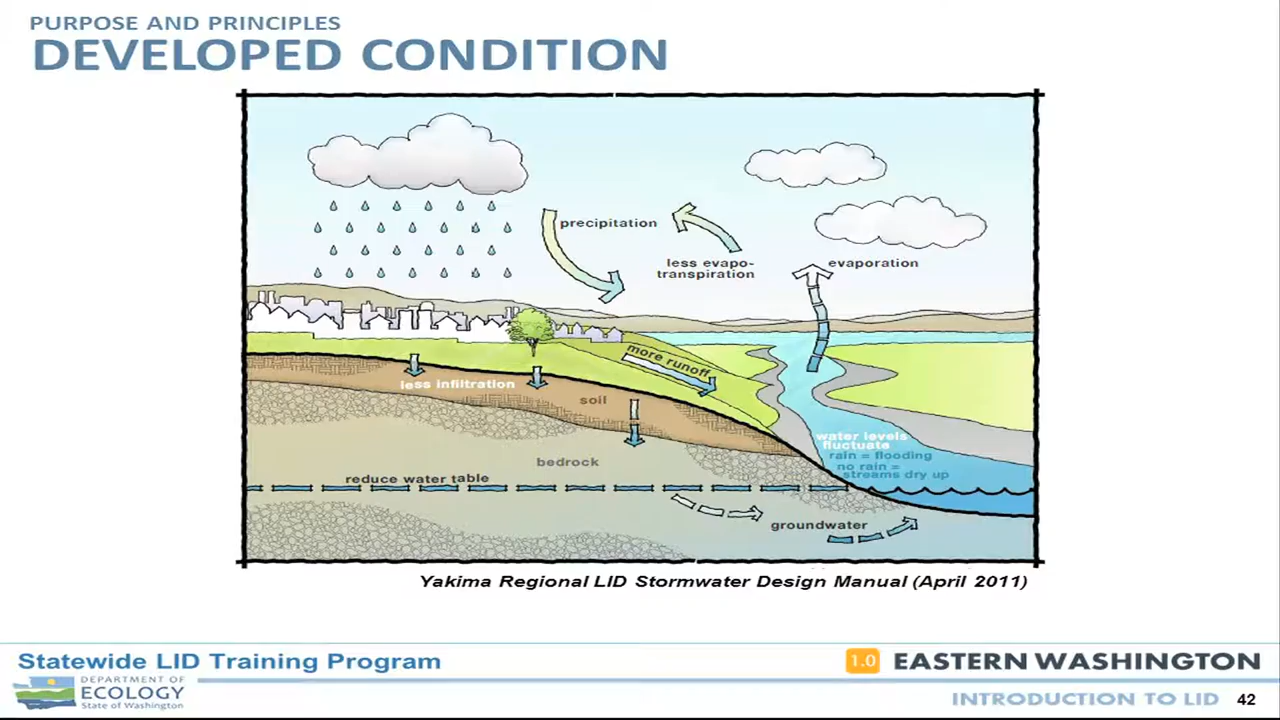 PURPOSE AND PRINCIPLES
DEVELOPED CONDITION
precipitation
less evapo-
transpiration
evaporation
more runoff
less infiltration
soil
water levels
fluctuate
rain = flooding
no rain =
streams dry up
bedrock
reduce water table
groundwater
Yakima Regional LID Stormwater Design Manual (April 2011)
Statewide LID Training Program
1.0 EASTERN WASHINGTON
DEPARTMENT OF
ECOLOGY
State of Washington
INTRODUCTION TO LID 42